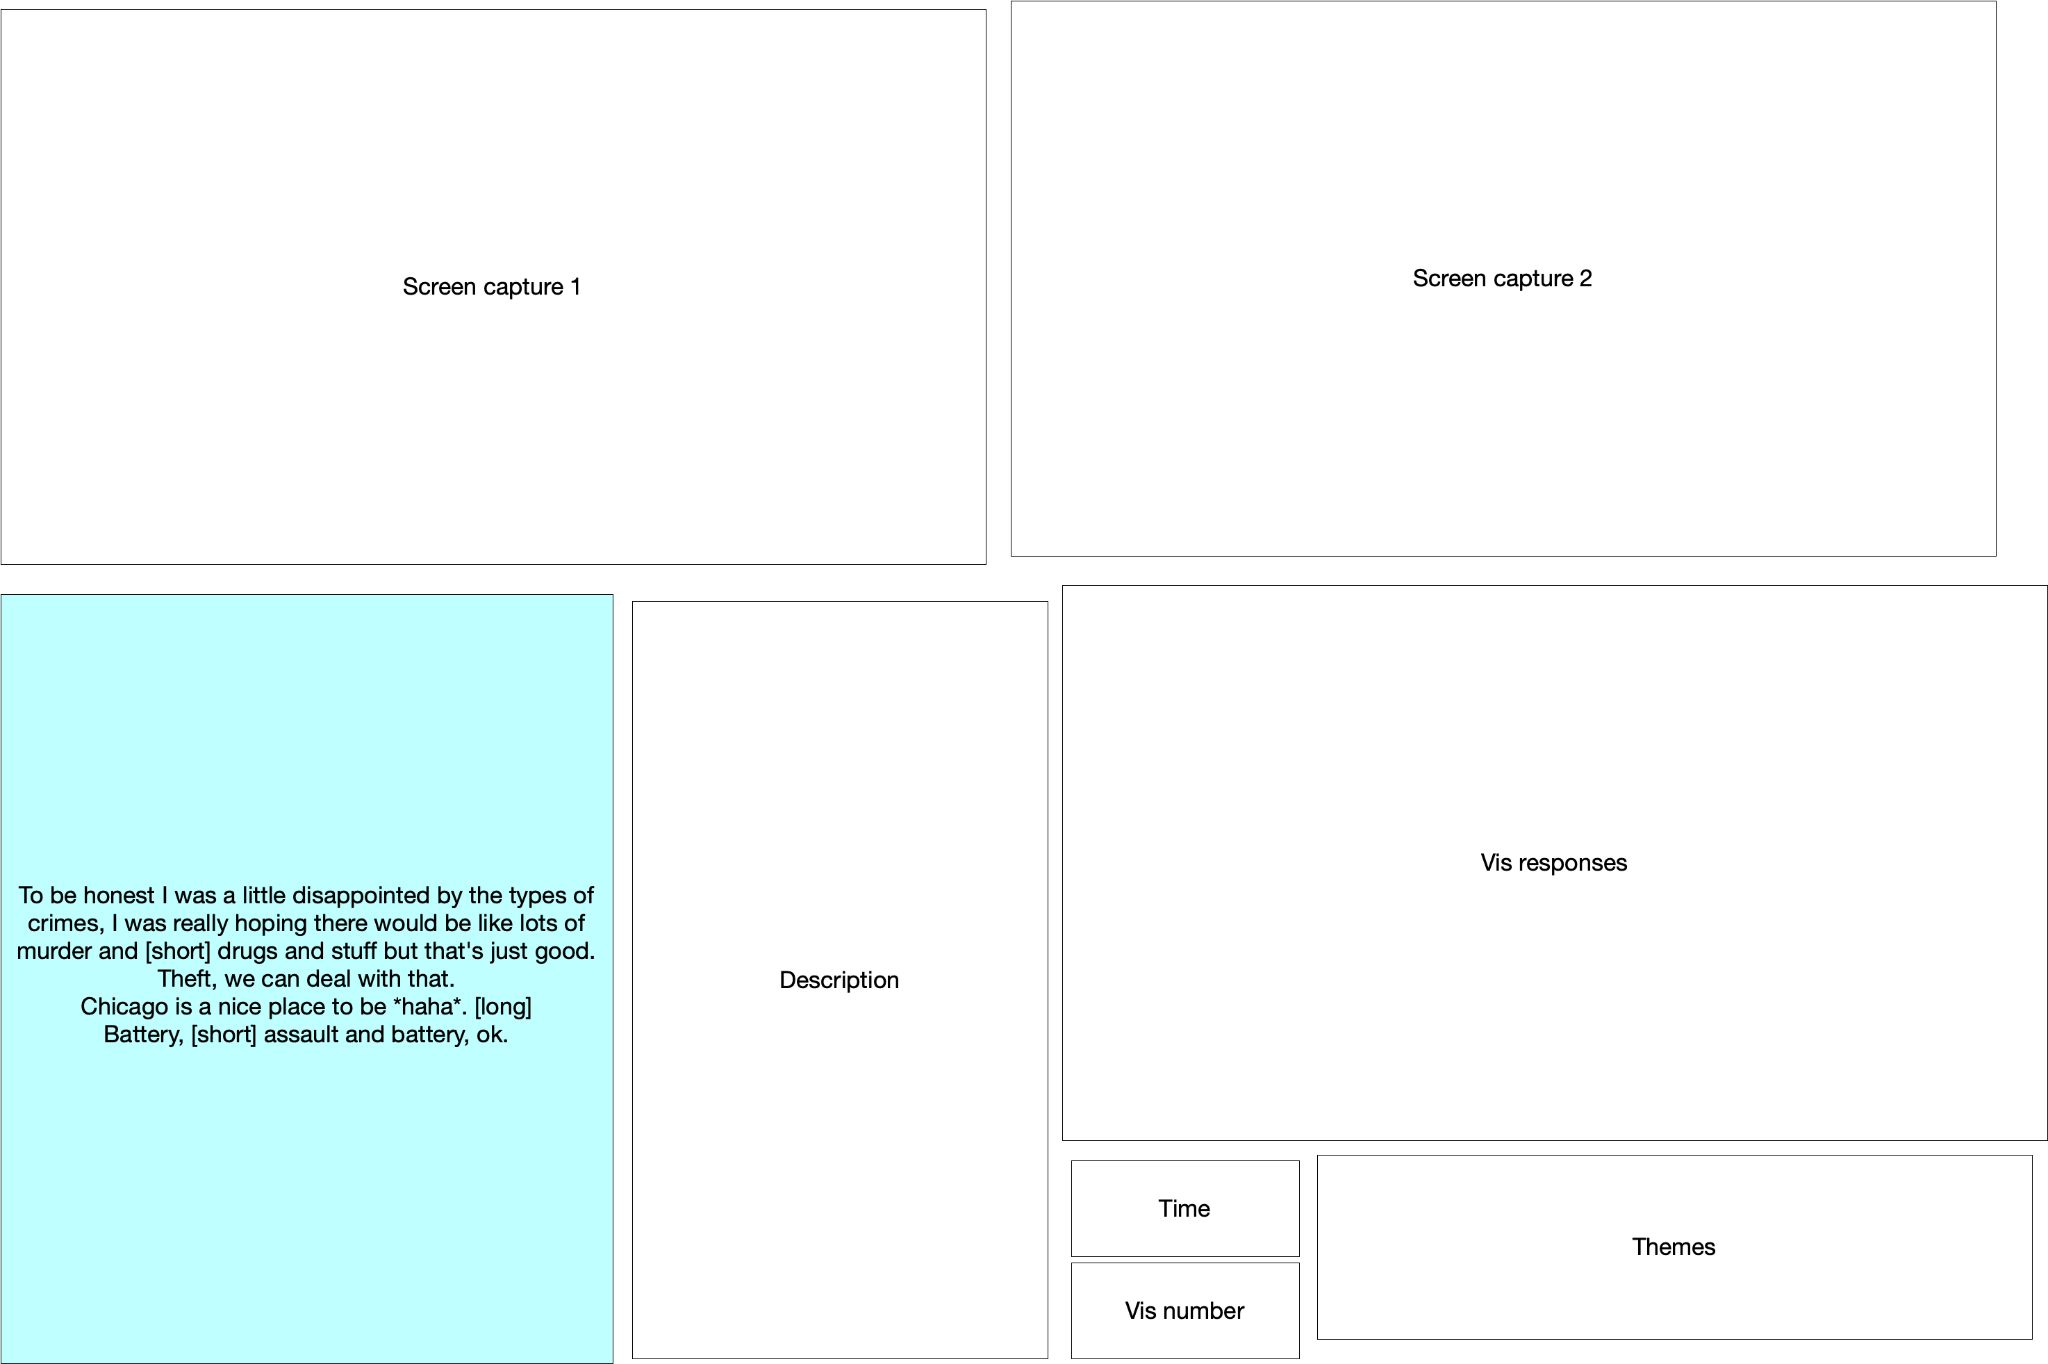 Screen capture 1
Screen capture 2
To be honest I was a little disappointed by the types of
crimes, I was really hoping there would be like lots of
murder and [short] drugs and stuff but that's just good.
Theft, we can deal with that.
Chicago is a nice place to be *haha*. [long]
Battery, [short] assault and battery, ok.
Description
Vis responses
Time
Vis number
Themes